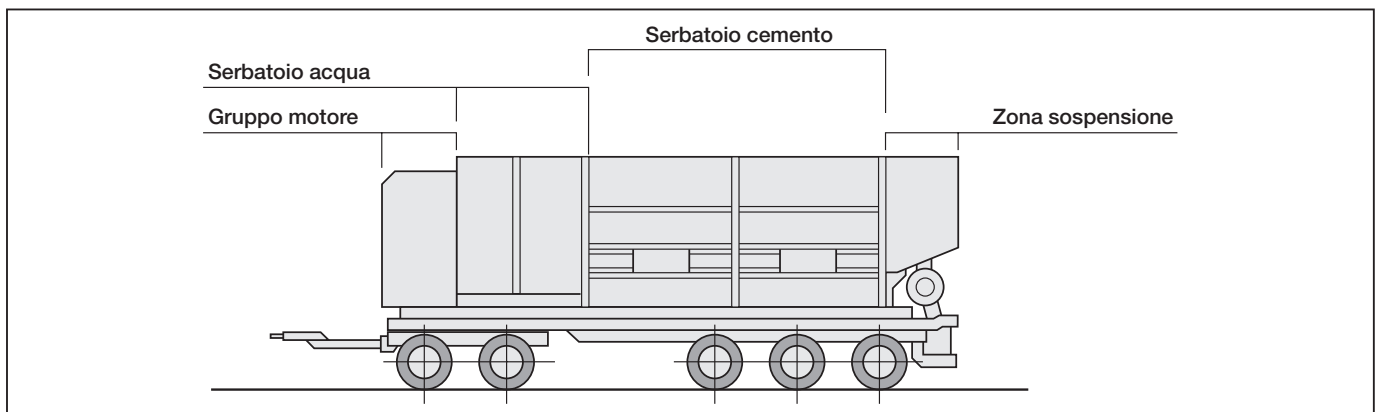 Serbatoio cemento
Serbatoio acqua
Gruppo motore
Zona sospensione